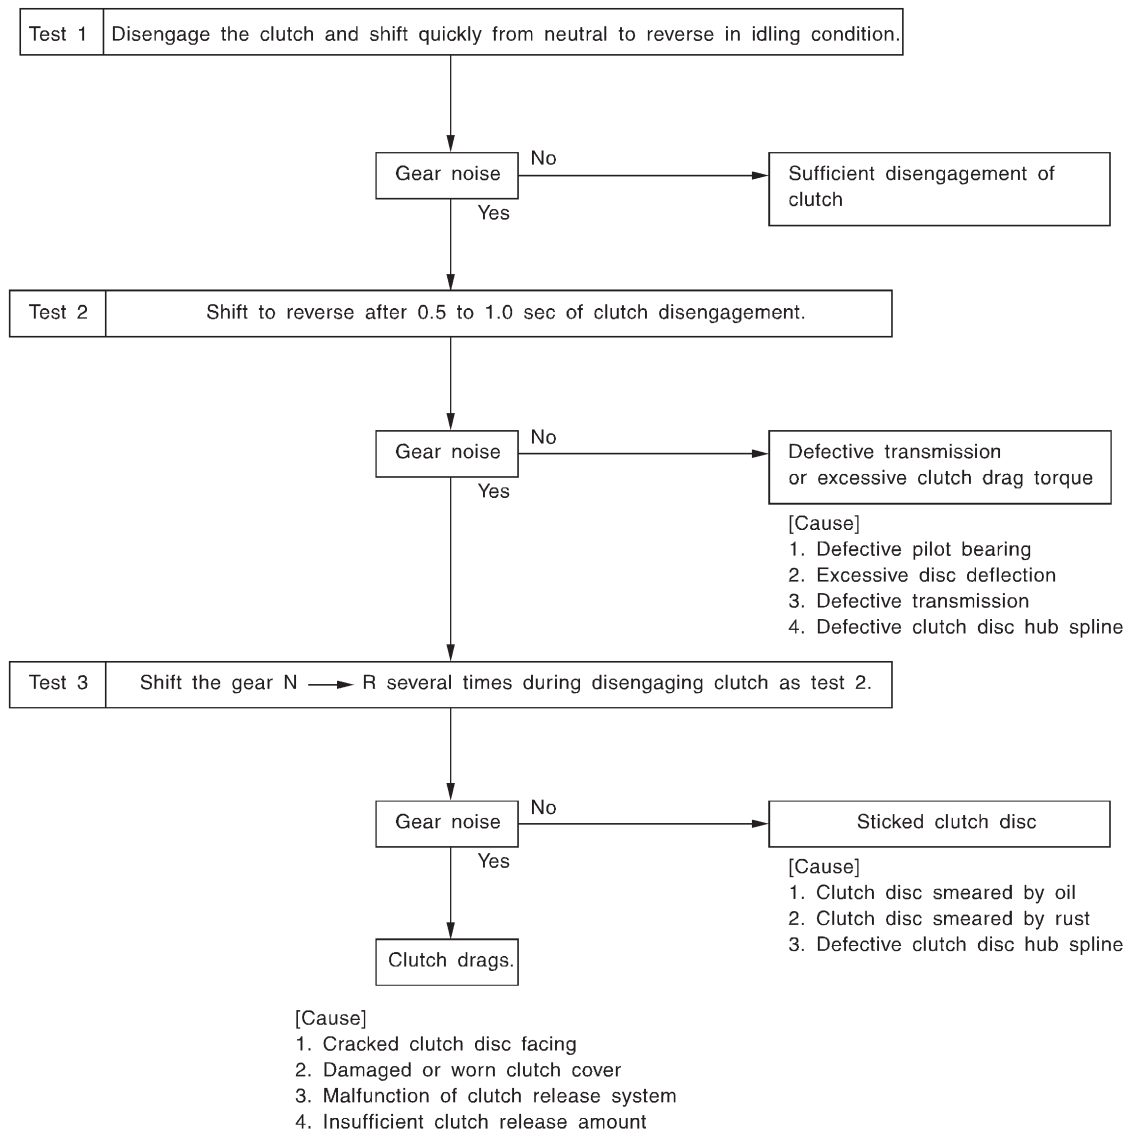 Test 1 Disengage the clutch and shift quickly from neutral to reverse in idling condition.
Gear noise
No
Sufficient disengagement of
clutch
Yes
Test 2 Shift to reverse after 0.5 to 1.0 sec of clutch disengagement.
Gear noise
No
Defective transmission
or excessive clutch drag torque
Yes
[Cause]
1. Defective pilot bearing
2. Excessive disc deflection
3. Defective transmission
4. Defective clutch disc hub spline
Test 3 Shift the gear N → R several times during disengaging clutch as test 2.
Gear noise
No
Sticked clutch disc
Yes
[Cause]
1. Clutch disc smeared by oil
2. Clutch disc smeared by rust
3. Defective clutch disc hub spline
Clutch drags.
[Cause]
1. Cracked clutch disc facing
2. Damaged or worn clutch cover
3. Malfunction of clutch release system
4. Insufficient clutch release amount